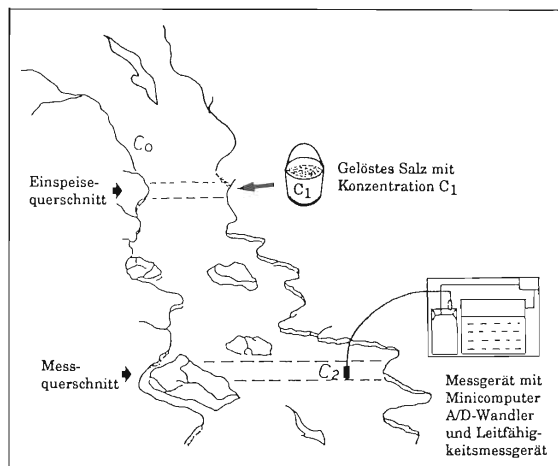 C0
Einspeise-
querschnitt
C1
Gelöstes Salz mit
Konzentration C1
Mess-
querschnitt
C2
Messgerät mit
Minicomputer
A/D-Wandler
und Leitfähig-
keitsmessgerät